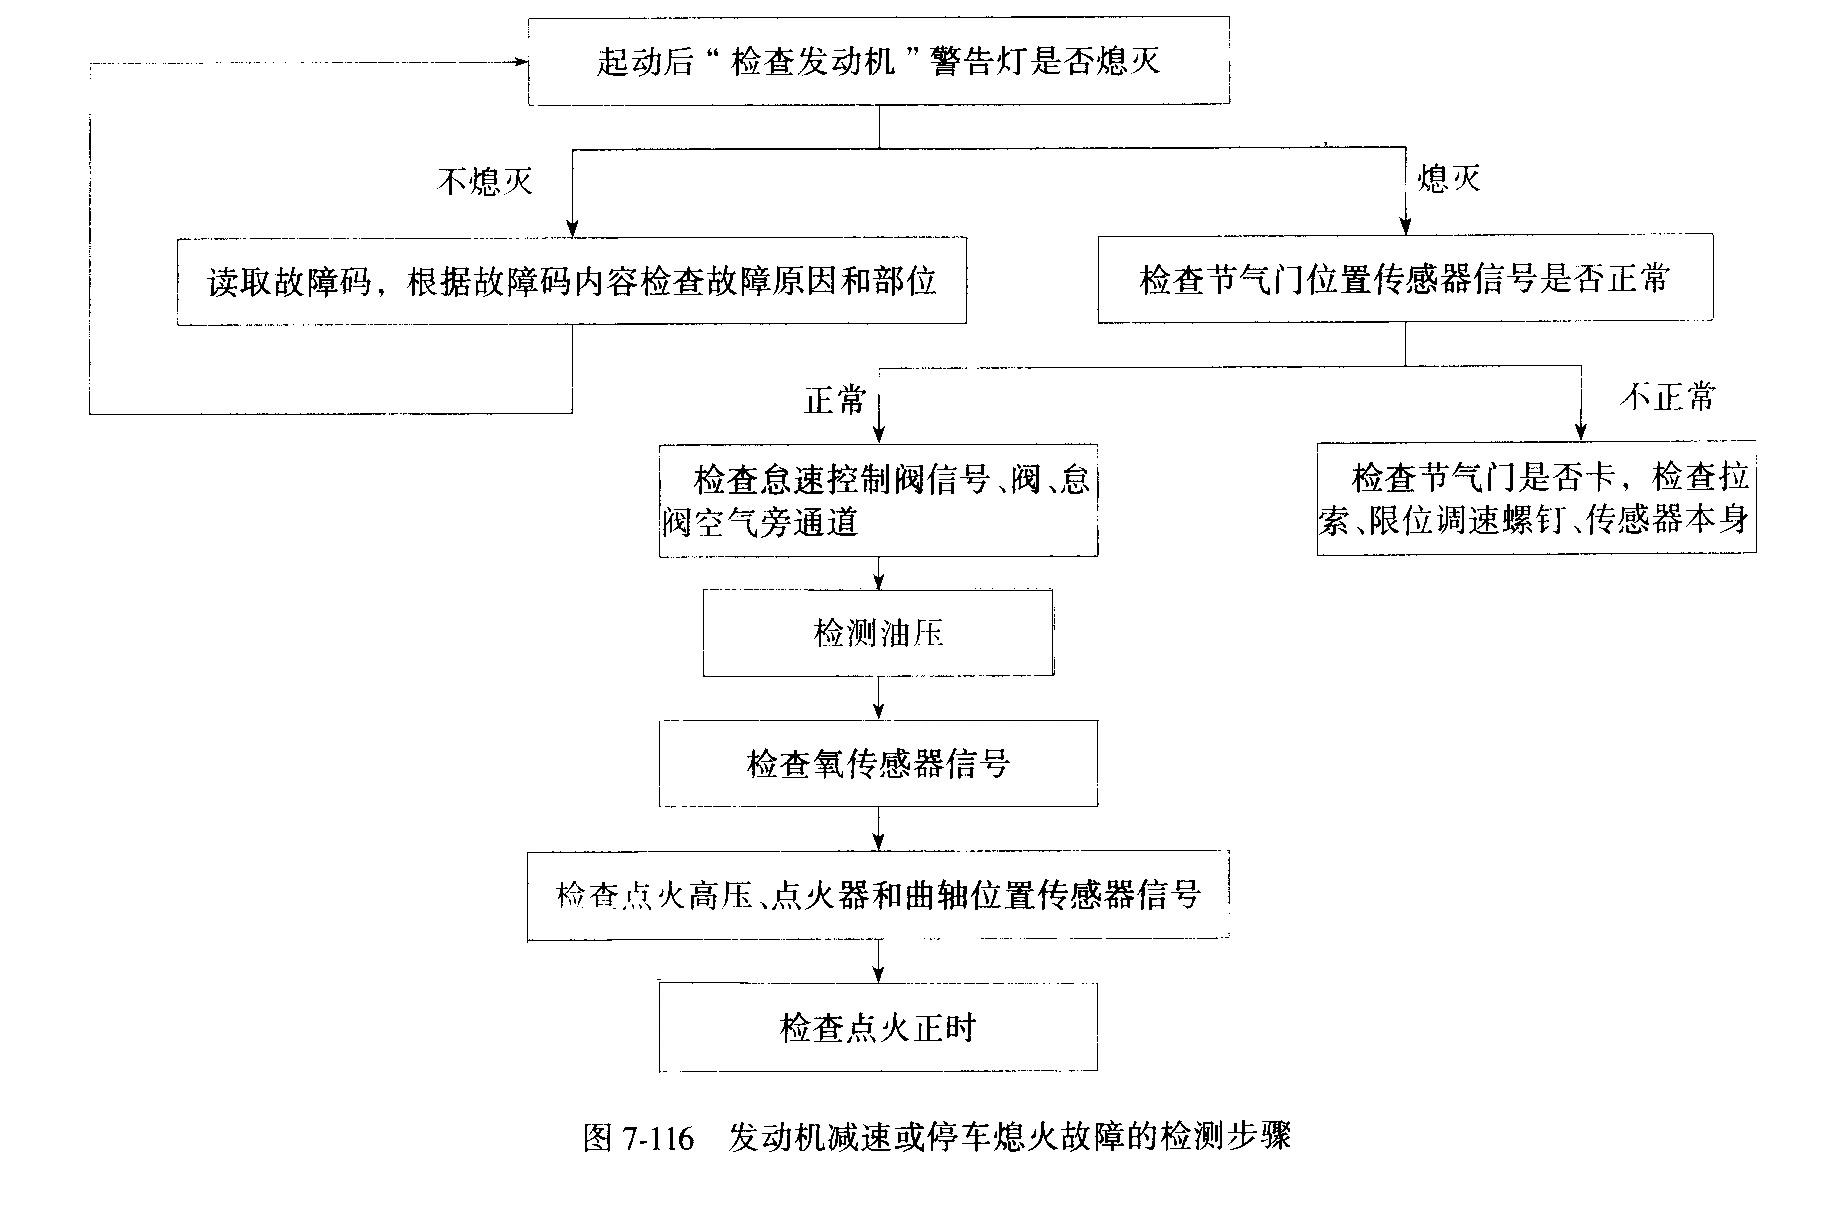 起动后“检查发动机”警告灯是否熄灭
不熄灭
熄灭
读取故障码，根据故障码内容检查故障原因和部位
检查节气门位置传感器信号是否正常
正常
不正常
检查怠速控制阀信号、阀、怠
阀空气旁通道
检查节气门是否卡，检查拉
索、限位调速螺钉、传感器本身
检测油压
检查氧传感器信号
检查点火高压、点火器和曲轴位置传感器信号
检查点火正时
图 7-116 发动机减速或停车熄火故障的检测步骤